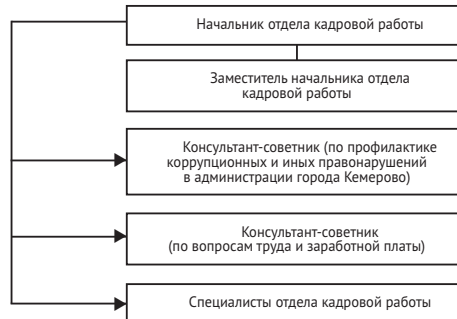 Начальник отдела кадровой работы
Заместитель начальника отдела
кадровой работы
Консультант-советник (по профилактике
коррупционных и иных правонарушений
в администрации города Кемерово)
Консультант-советник
(по вопросам труда и заработной платы)
Специалисты отдела кадровой работы